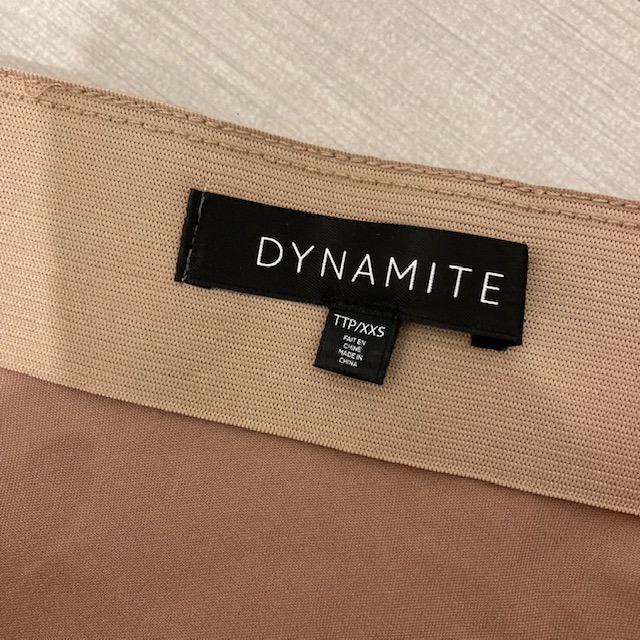 DYNAMITE
TTP/XXS
FAIT EN
CHINE
MADE IN
CHINA